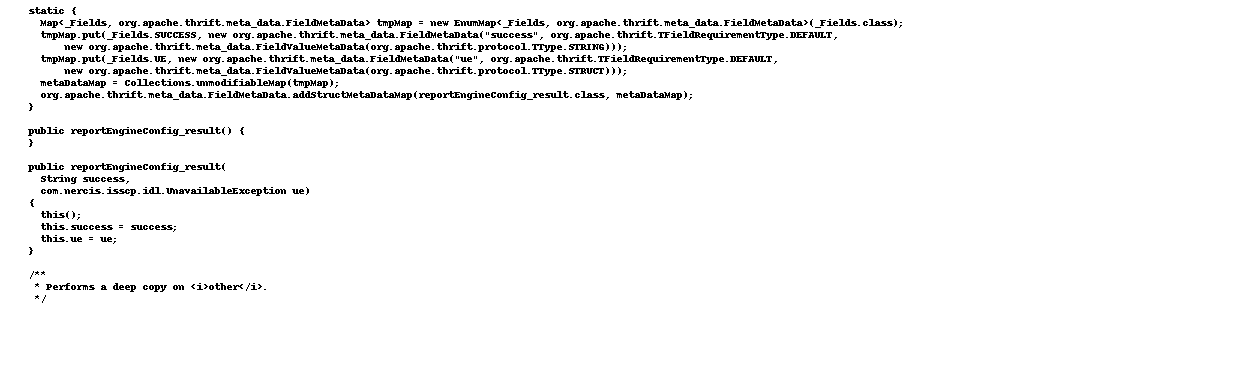 static {
Map<_Fields, org.apache.thrift.meta_data.FieldMetaData> tmpMap = new EnumMap<_Fields, org.apache.thrift.meta_data.FieldMetaData>(_Fields.class);
tmpMap.put(_Fields.SUCCESS, new org.apache.thrift.meta_data.FieldMetaData("success", org.apache.thrift.TFieldRequirementType.DEFAULT,
new org.apache.thrift.meta_data.FieldValueMetaData(org.apache.thrift.protocol.TType.STRING)));
tmpMap.put(_Fields.UE, new org.apache.thrift.meta_data.FieldMetaData("ue", org.apache.thrift.TFieldRequirementType.DEFAULT,
new org.apache.thrift.meta_data.FieldValueMetaData(org.apache.thrift.protocol.TType.STRUCT)));
metaDataMap = Collections.unmodifiableMap(tmpMap);
org.apache.thrift.meta_data.FieldMetaData.addStructMetaDataMap(reportEngineConfig_result.class, metaDataMap);
}
public reportEngineConfig_result() {
}
public reportEngineConfig_result(
String success,
com.nercis.isscp.idl.UnavailableException ue)
{
this();
this.success = success;
this.ue = ue;
}
/**
* Performs a deep copy on <i>other</i>.
*/